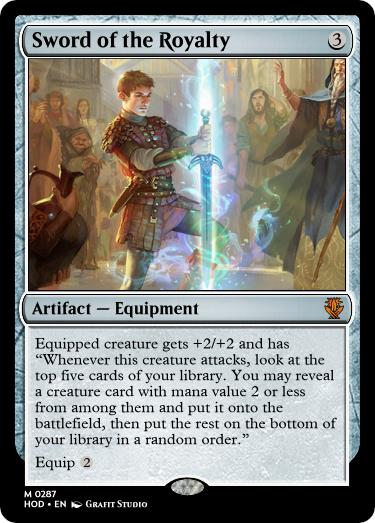 Sword of the Royalty 3
Artifact — Equipment
Equipped creature gets +2/+2 and has
“Whenever this creature attacks, look at the
top five cards of your library. You may reveal
a creature card with mana value 2 or less
from among them and put it onto the
battlefield, then put the rest on the bottom of
your library in a random order.”
Equip 2
M 0287
HOD • EN Grafit Studio